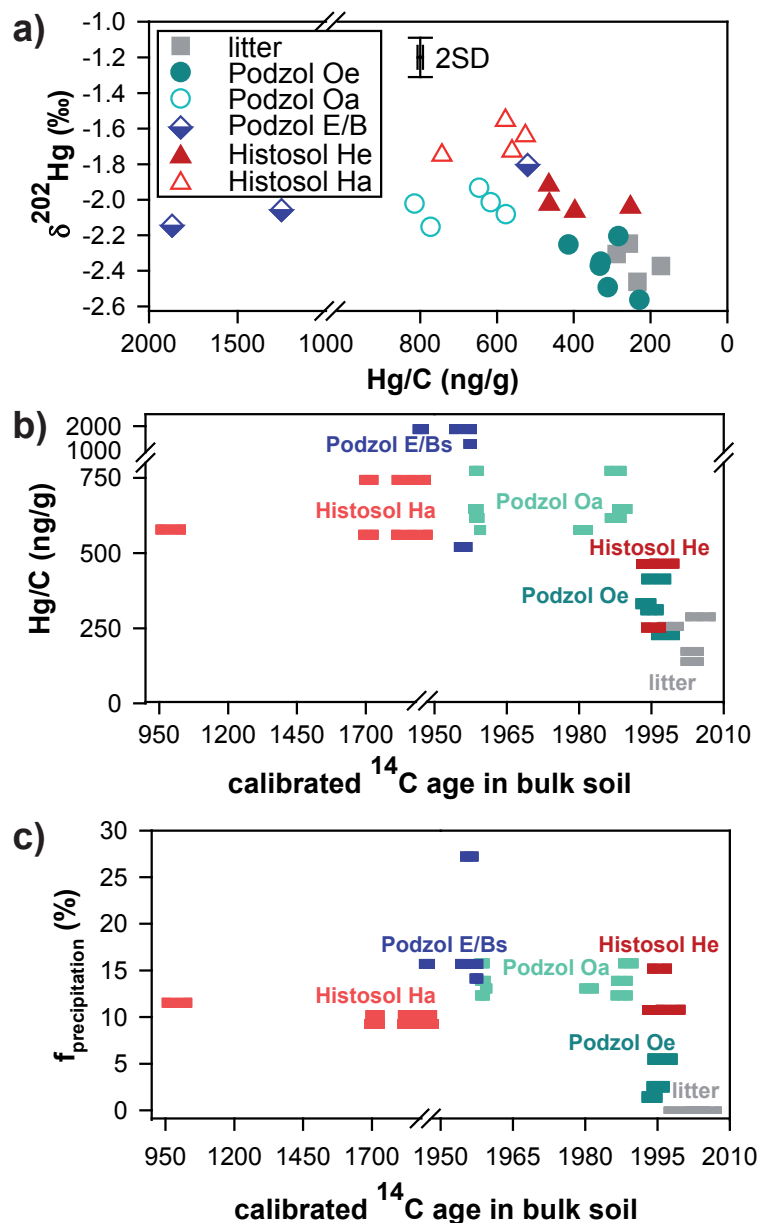 a)
-1.0
-1.2
-1.4
-1.6
-1.8
-2.0
-2.2
-2.4
-2.6
δ²⁰²Hg (‰)
litter
Podzol Oe
Podzol Oa
Podzol E/B
Histosol He
Histosol Ha
2SD
2000 1500 1000 800 600 400 200 0
Hg/C (ng/g)
b)
2000
1000
750
500
250
0
Hg/C (ng/g)
Podzol E/Bs
Histosol Ha
Podzol Oa
Histosol He
Podzol Oe
litter
950 1200 1450 1700 1950 1965 1980 1995 2010
calibrated ¹⁴C age in bulk soil
c)
30
25
20
15
10
5
0
f_precipitation (%)
Podzol E/Bs
Histosol He
Podzol Oa
Histosol Ha
Podzol Oe
litter
950 1200 1450 1700 1950 1965 1980 1995 2010
calibrated ¹⁴C age in bulk soil